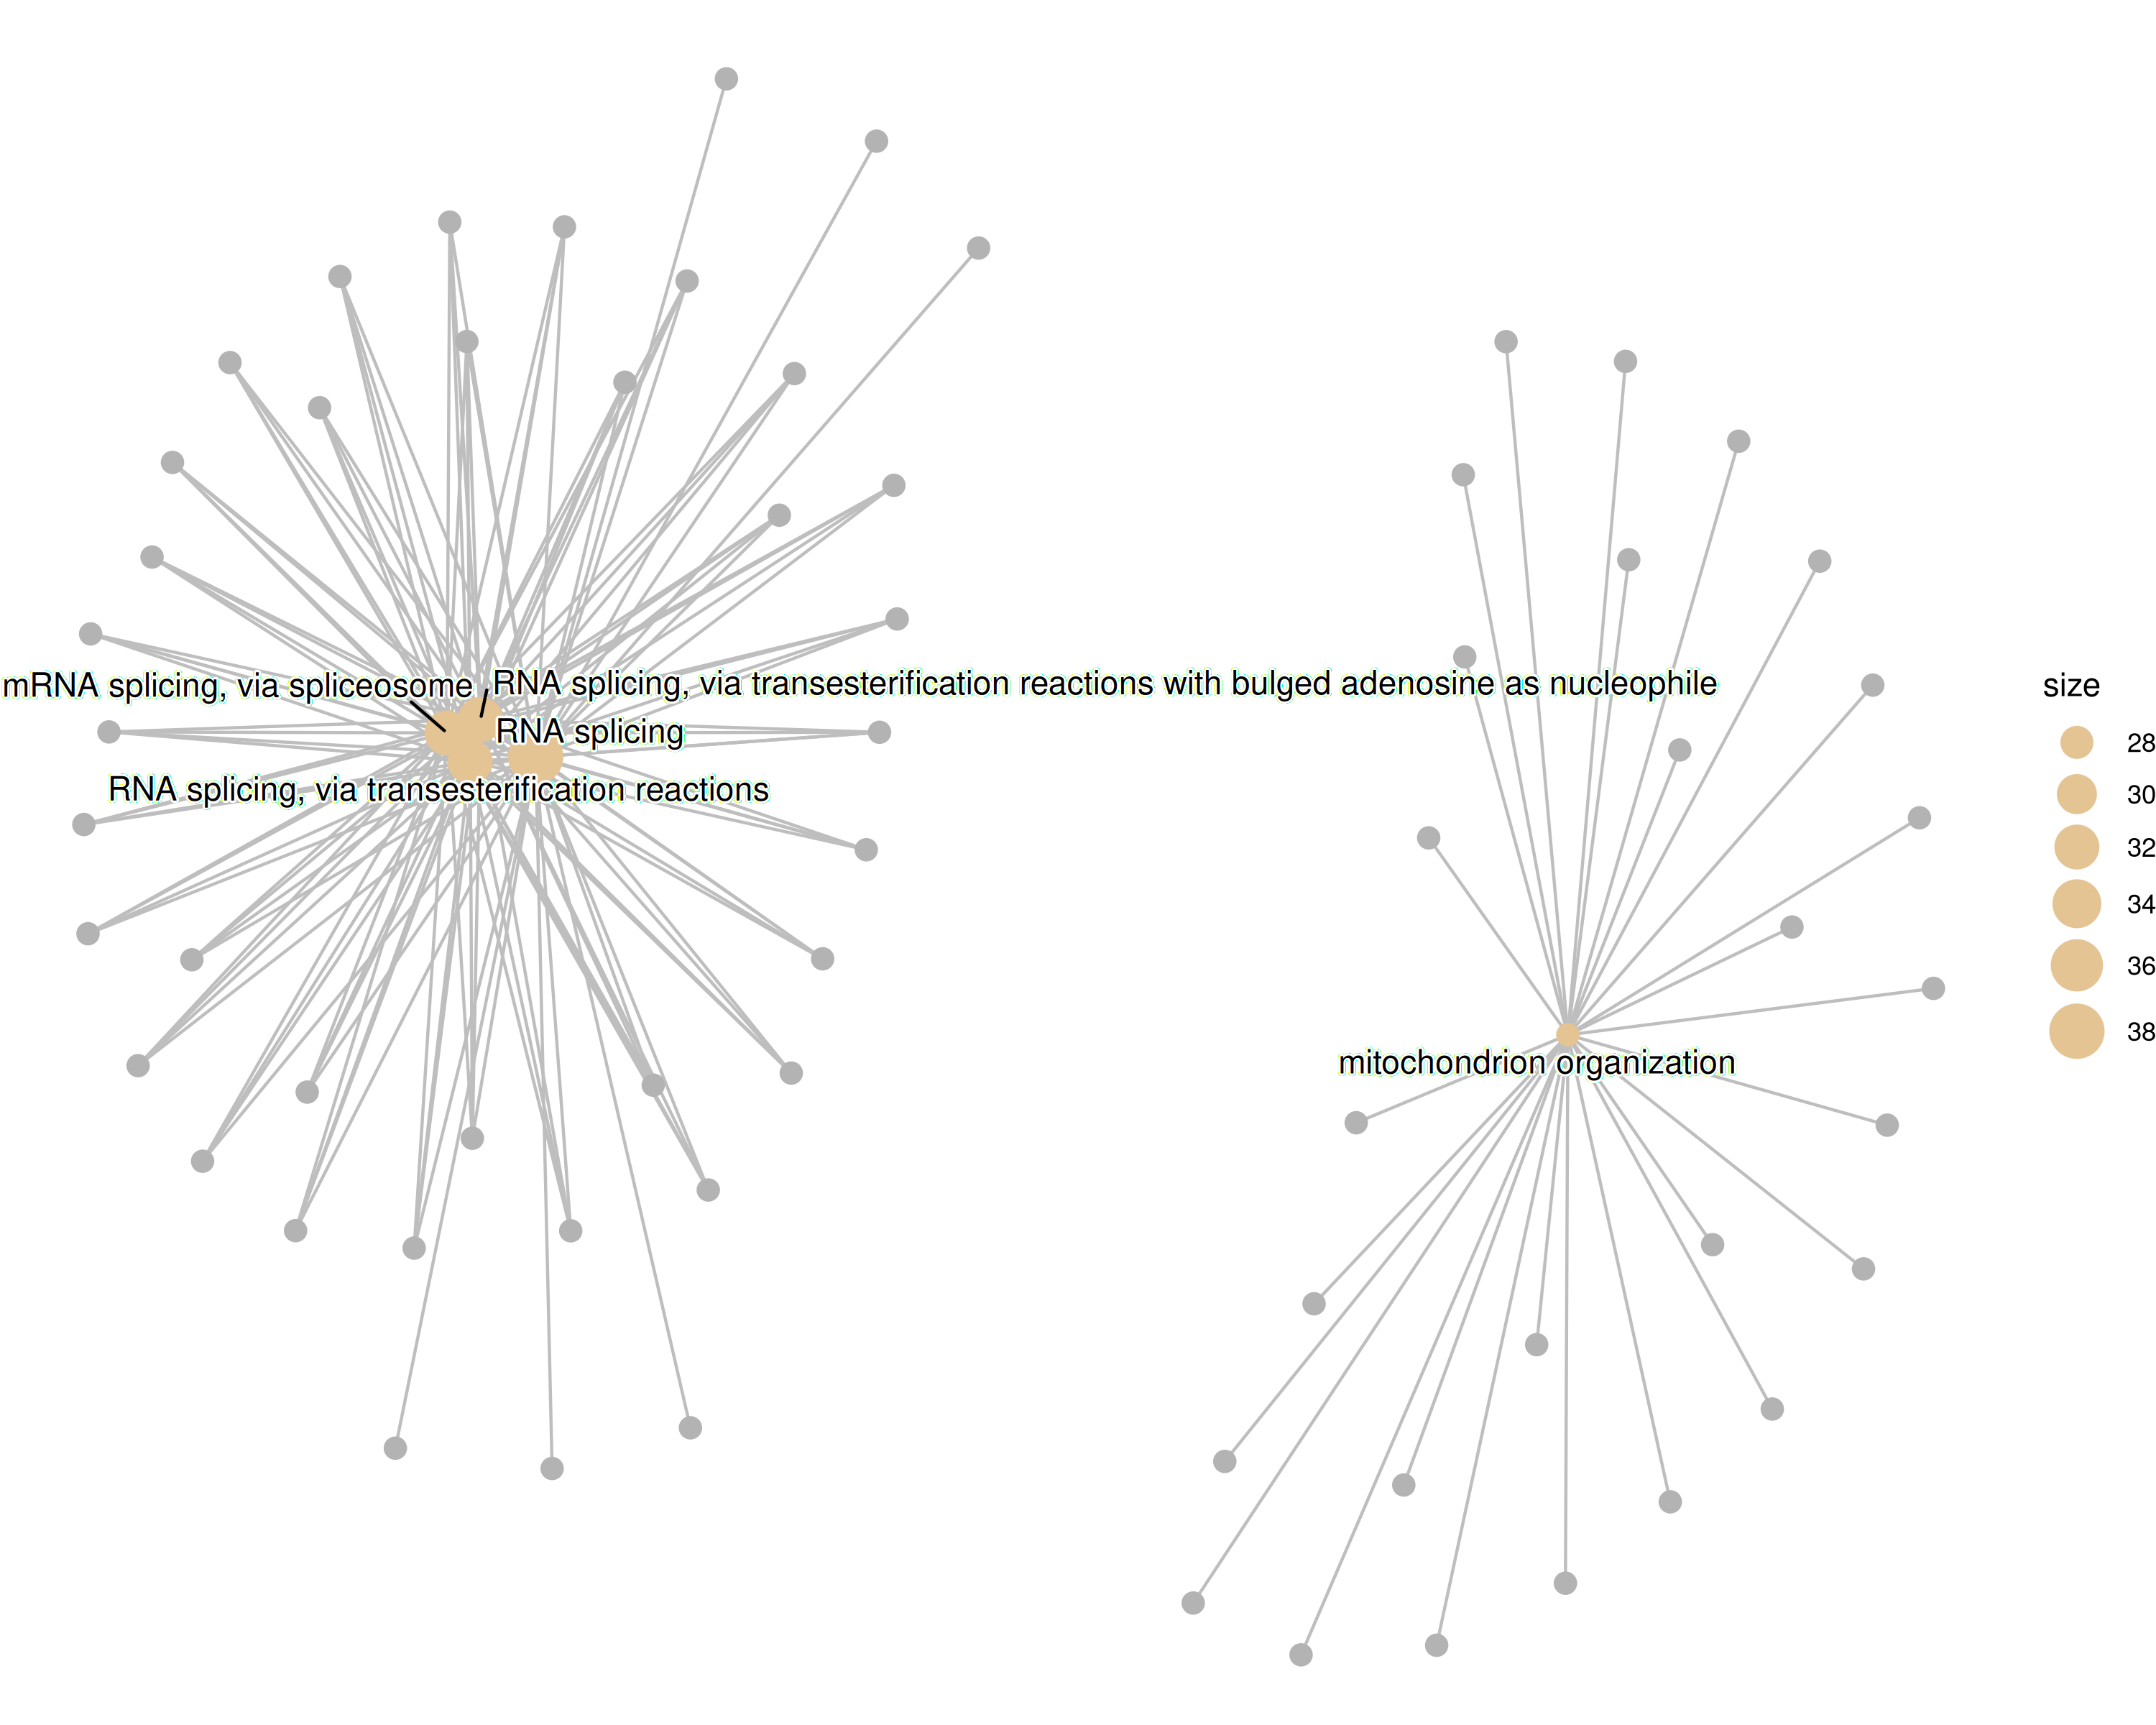 mRNA splicing, via spliceosome
RNA splicing, via transesterification reactions with bulged adenosine as nucleophile
RNA splicing
RNA splicing, via transesterification reactions
mitochondrion organization
size
28
30
32
34
36
38